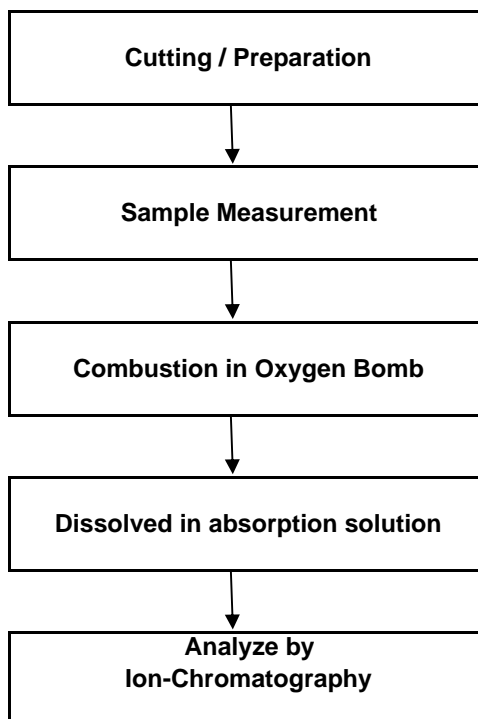 Cutting / Preparation
Sample Measurement
Combustion in Oxygen Bomb
Dissolved in absorption solution
Analyze by
Ion-Chromatography